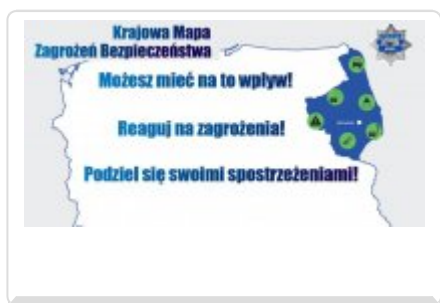 Krajowa Mapa
Zagrożeń Bezpieczeństwa
Możesz mieć na to wpływ!
Reaguj na zagrożenia!
Podziel się swoimi spostrzeżeniami!